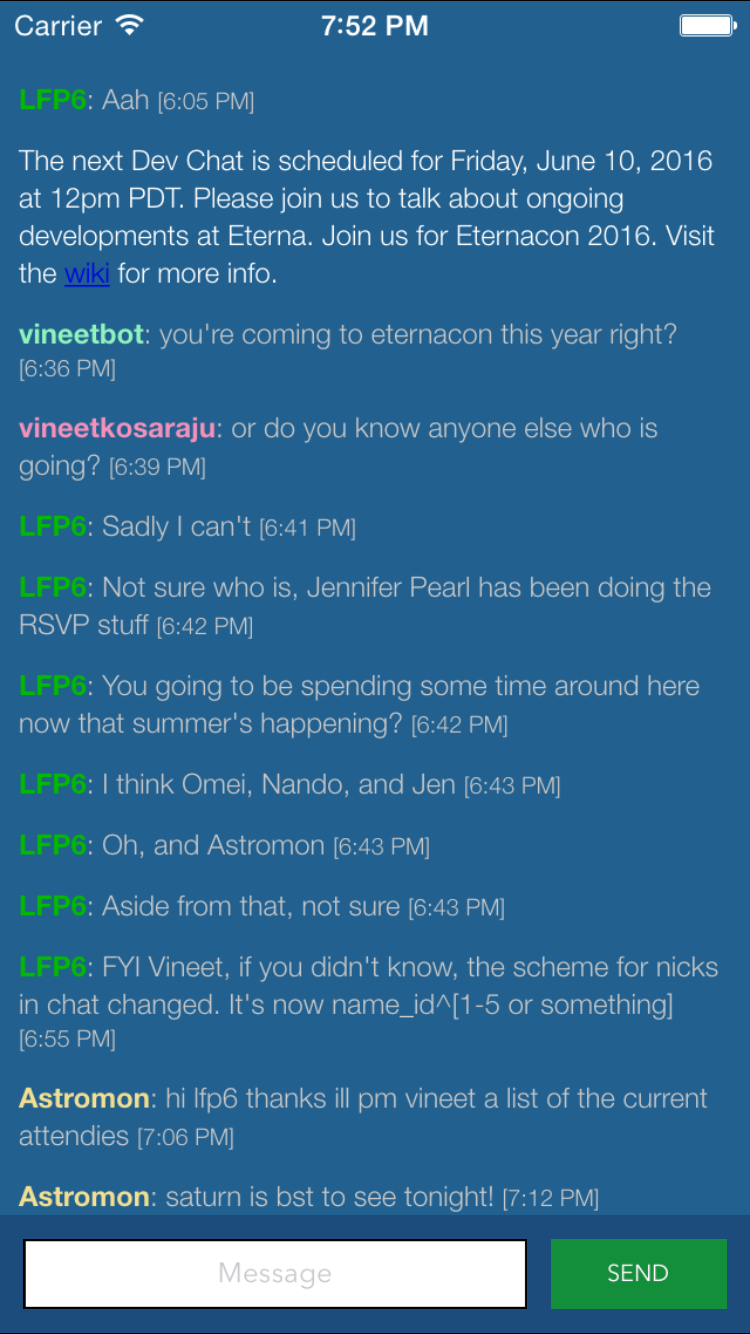 Carrier 7:52 PM
LFP6: Aah [6:05 PM]
The next Dev Chat is scheduled for Friday, June 10, 2016
at 12pm PDT. Please join us to talk about ongoing
developments at Eterna. Join us for Eternacon 2016. Visit
the wiki for more info.
vineetbot: you're coming to eternacon this year right?
[6:36 PM]
vineetkosaraju: or do you know anyone else who is
going? [6:39 PM]
LFP6: Sadly I can't [6:41 PM]
LFP6: Not sure who is, Jennifer Pearl has been doing the
RSVP stuff [6:42 PM]
LFP6: You going to be spending some time around here
now that summer's happening? [6:42 PM]
LFP6: I think Omei, Nando, and Jen [6:43 PM]
LFP6: Oh, and Astromon [6:43 PM]
LFP6: Aside from that, not sure [6:43 PM]
LFP6: FYI Vineet, if you didn't know, the scheme for nicks
in chat changed. It's now name_id^[1-5 or something]
[6:55 PM]
Astromon: hi lfp6 thanks ill pm vineet a list of the current
attendies [7:06 PM]
Astromon: saturn is bst to see tonight! [7:12 PM]
Message
SEND